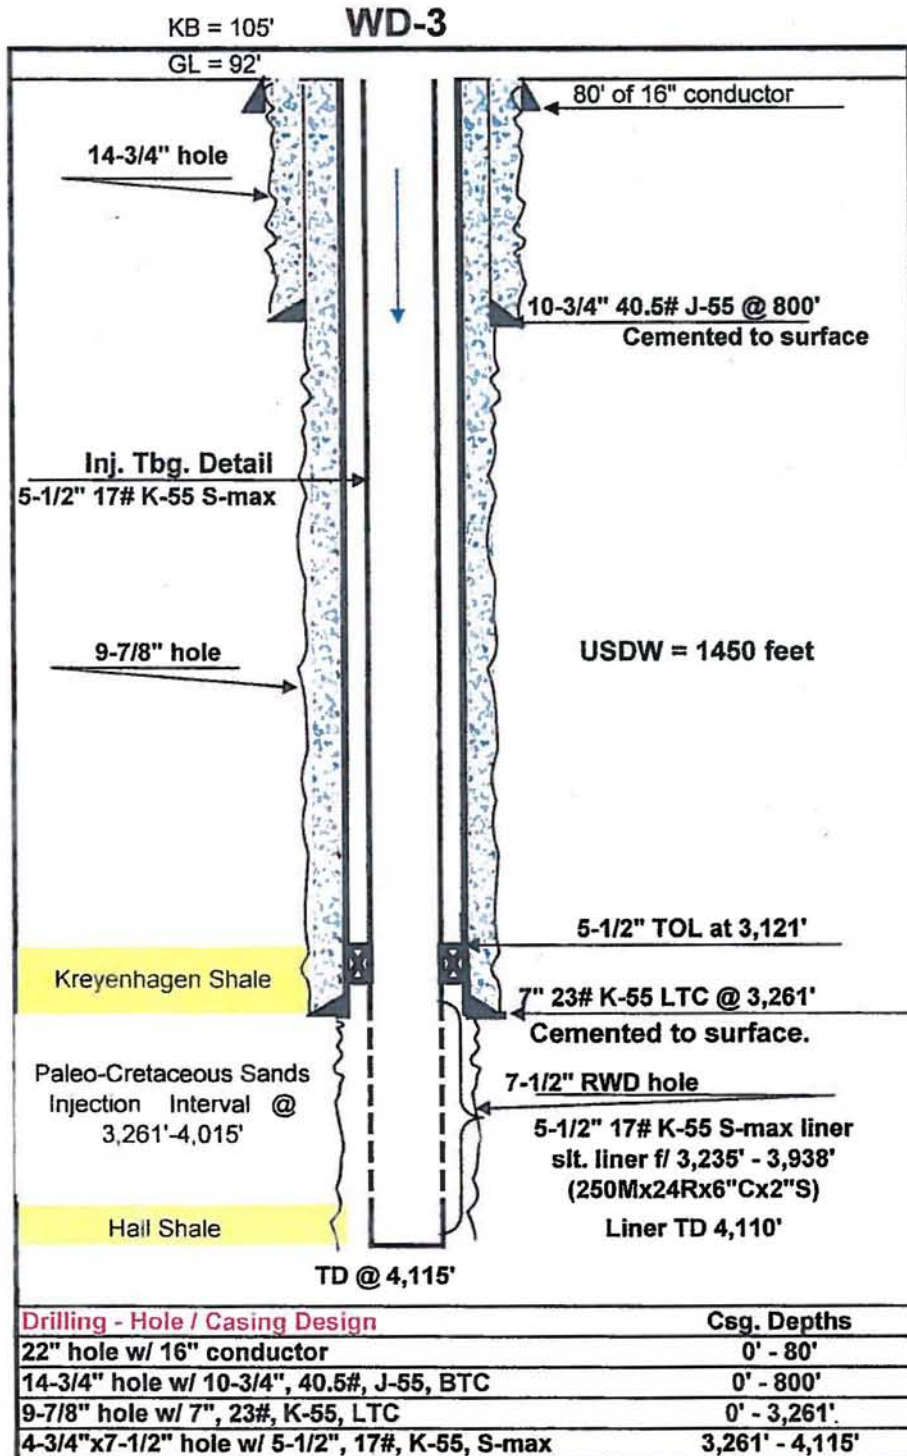 KB = 105'
WD-3
GL = 92'
80' of 16" conductor
14-3/4" hole
10-3/4" 40.5# J-55 @ 800'
Cemented to surface
Inj. Tbg. Detail
5-1/2" 17# K-55 S-max
9-7/8" hole
USDW = 1450 feet
5-1/2" TOL at 3,121'
Kreyenhagen Shale
7" 23# K-55 LTC @ 3,261'
Cemented to surface.
Paleo-Cretaceous Sands
Injection Interval @
3,261'-4,015'
7-1/2" RWD hole
5-1/2" 17# K-55 S-max liner
slt. liner f/ 3,235' - 3,938'
(250Mx24Rx6"Cx2"S)
Hall Shale
Liner TD 4,110'
TD @ 4,115'
Drilling - Hole / Casing Design Csg. Depths
22" hole w/ 16" conductor 0' - 80'
14-3/4" hole w/ 10-3/4", 40.5#, J-55, BTC 0' - 800'
9-7/8" hole w/ 7", 23#, K-55, LTC 0' - 3,261'
4-3/4"x7-1/2" hole w/ 5-1/2", 17#, K-55, S-max 3,261' - 4,115'